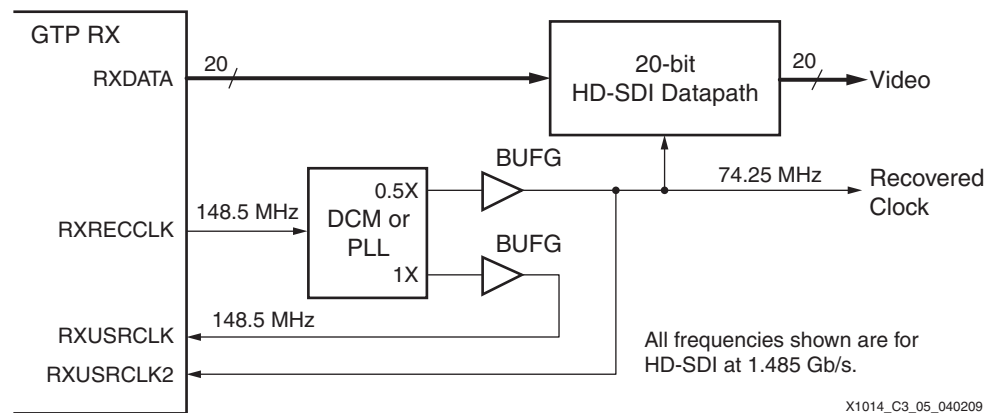 GTP RX
RXDATA
20
20-bit
HD-SDI Datapath
20
Video
BUFG
0.5X
74.25 MHz
Recovered
Clock
RXRECCLK
148.5 MHz
DCM or
PLL
BUFG
1X
148.5 MHz
RXUSRCLK
RXUSRCLK2
All frequencies shown are for
HD-SDI at 1.485 Gb/s.
X1014_C3_05_040209